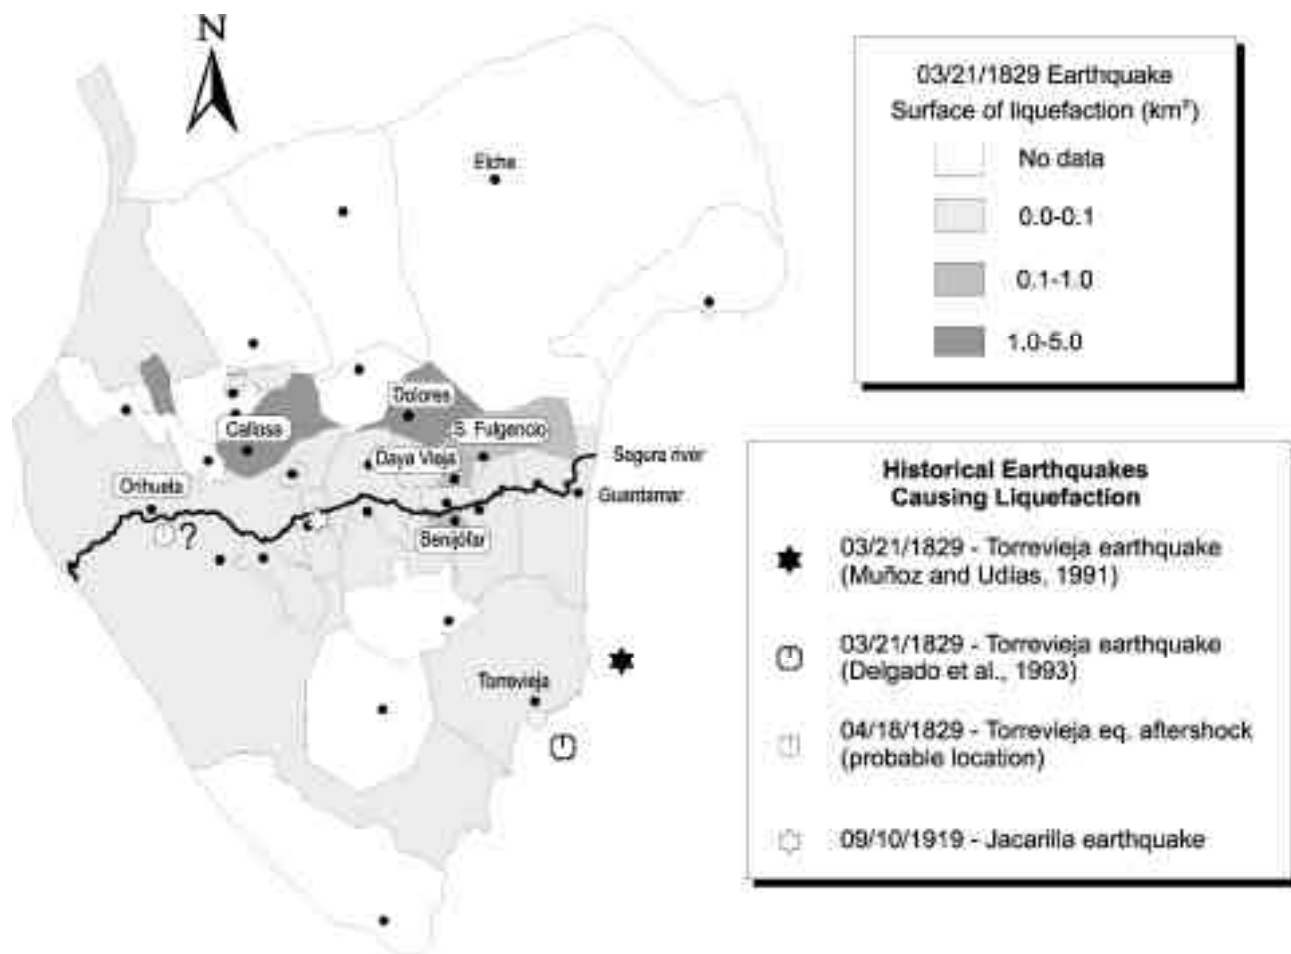 N
Elche
Dolores
Callosa
S. Fulgencio
Daya Vieja
Segura river
Orihuela
Guardamar
?
Benijófar
Torrevieja
03/21/1829 Earthquake
Surface of liquefaction (km²)
No data
0.0-0.1
0.1-1.0
1.0-5.0
Historical Earthquakes
Causing Liquefaction
03/21/1829 - Torrevieja earthquake
(Muñoz and Udías, 1991)
03/21/1829 - Torrevieja earthquake
(Delgado et al., 1993)
04/18/1829 - Torrevieja eq. aftershock
(probable location)
09/10/1919 - Jacarilla earthquake